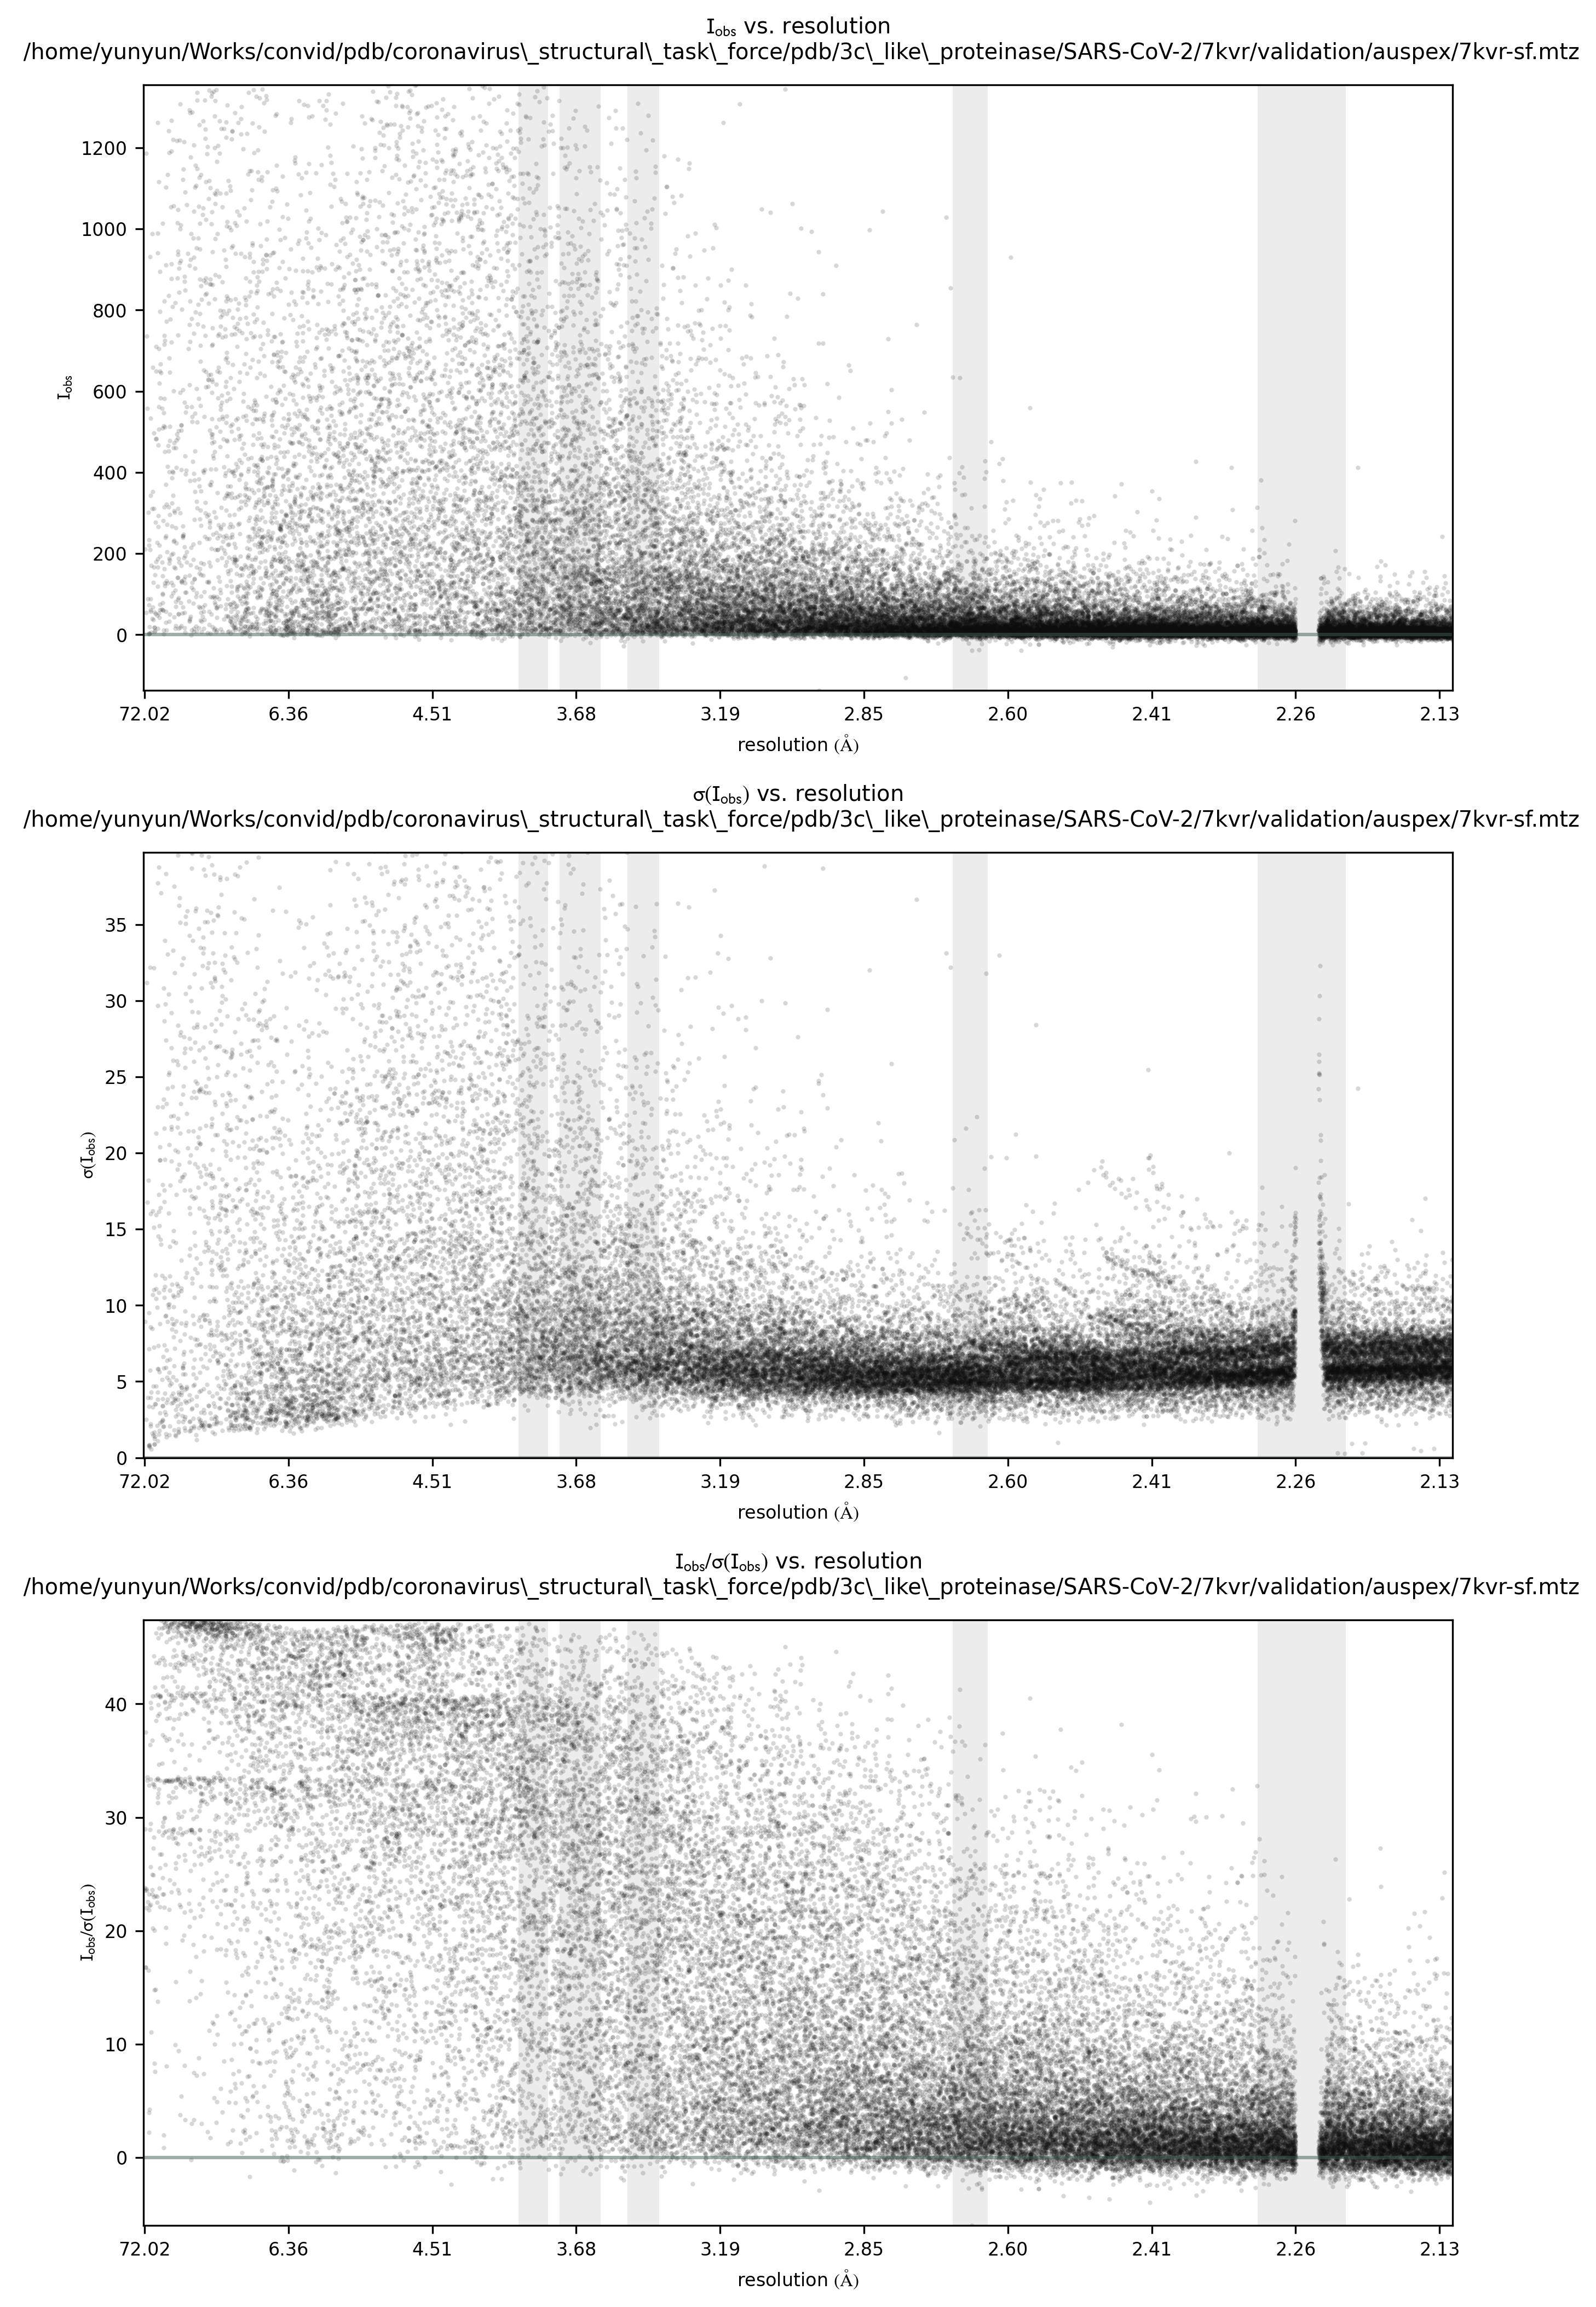 Iobs vs. resolution
/home/yunyun/Works/convid/pdb/coronavirus\_structural\_task\_force/pdb/3c\_like\_proteinase/SARS-CoV-2/7kvr/validation/auspex/7kvr-sf.mtz
1200
1000
800
600
400
200
0
Iobs
72.02 6.36 4.51 3.68 3.19 2.85 2.60 2.41 2.26 2.13
resolution (Å)
σ(Iobs) vs. resolution
/home/yunyun/Works/convid/pdb/coronavirus\_structural\_task\_force/pdb/3c\_like\_proteinase/SARS-CoV-2/7kvr/validation/auspex/7kvr-sf.mtz
35
30
25
20
15
10
5
0
σ(Iobs)
72.02 6.36 4.51 3.68 3.19 2.85 2.60 2.41 2.26 2.13
resolution (Å)
Iobs/σ(Iobs) vs. resolution
/home/yunyun/Works/convid/pdb/coronavirus\_structural\_task\_force/pdb/3c\_like\_proteinase/SARS-CoV-2/7kvr/validation/auspex/7kvr-sf.mtz
40
30
20
10
0
Iobs/σ(Iobs)
72.02 6.36 4.51 3.68 3.19 2.85 2.60 2.41 2.26 2.13
resolution (Å)